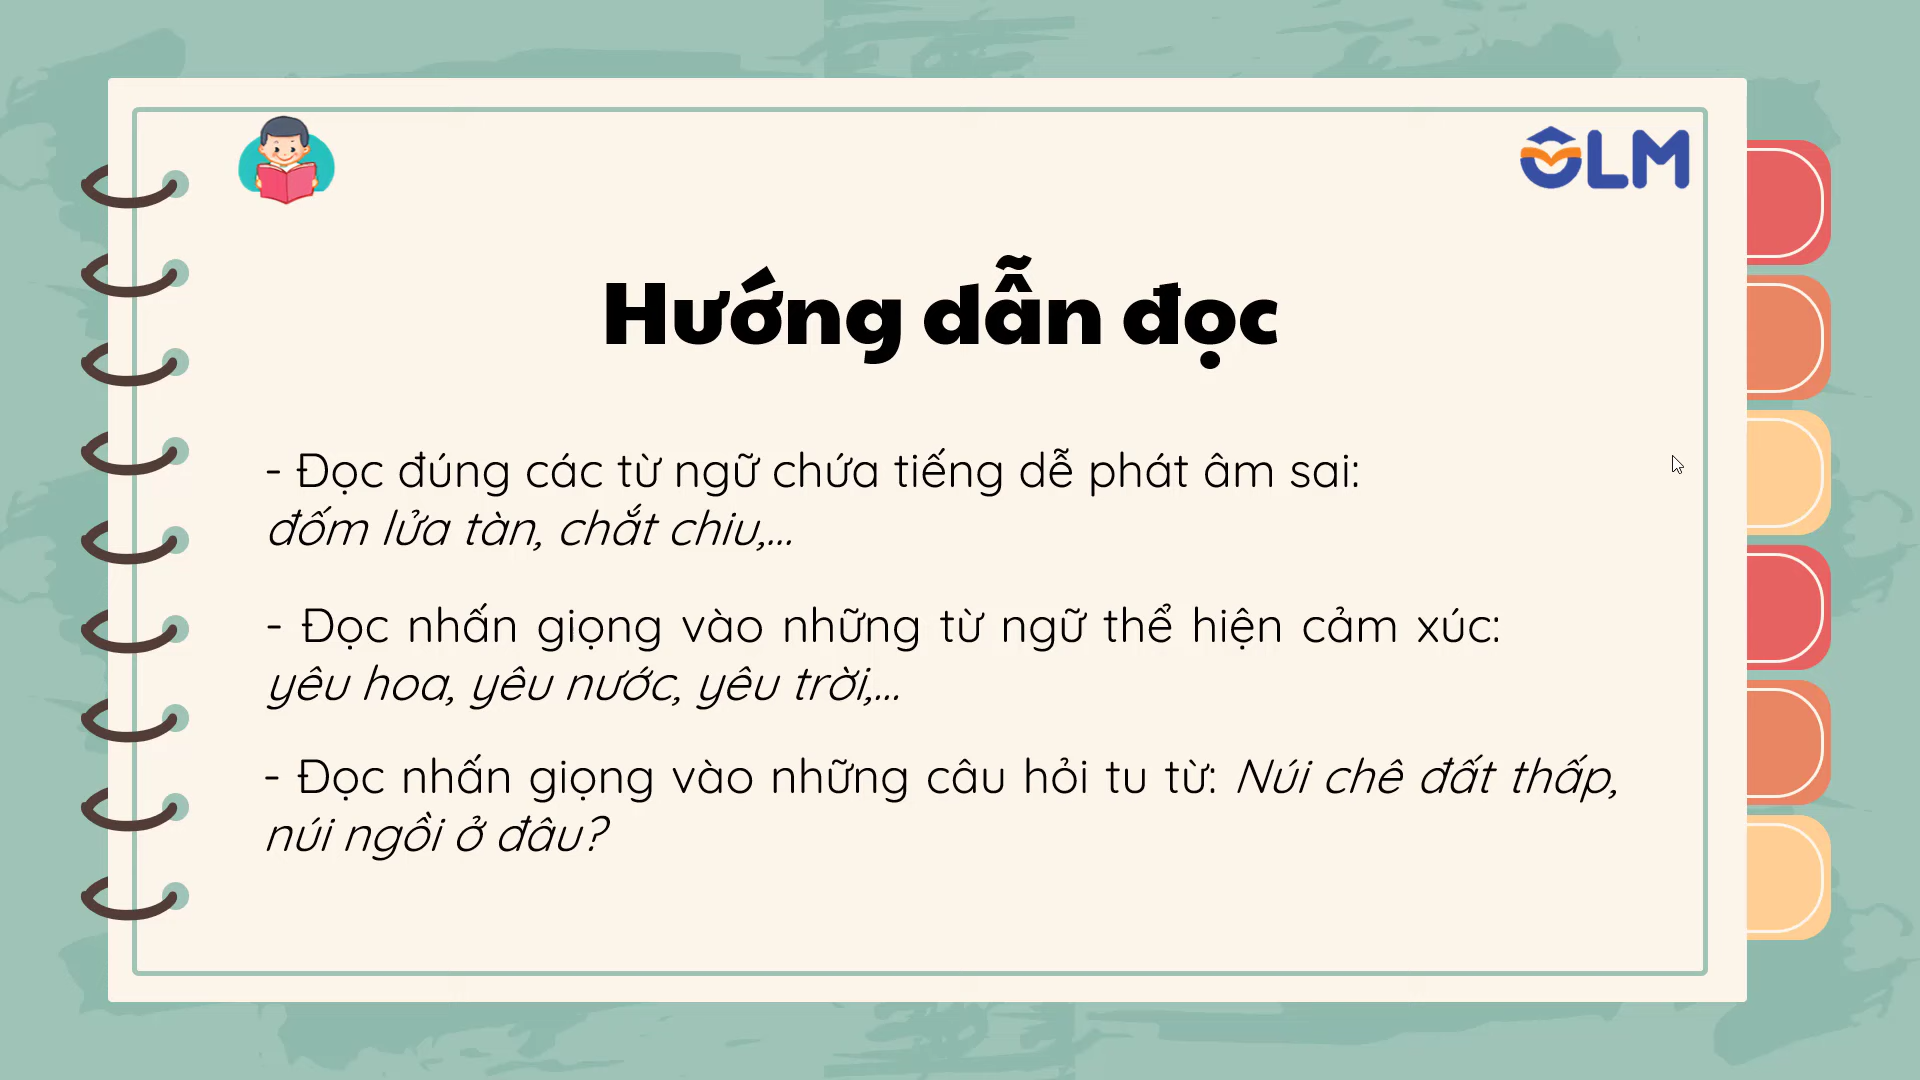 OLM
Hướng dẫn đọc
- Đọc đúng các từ ngữ chứa tiếng dễ phát âm sai:
đốm lửa tàn, chắt chiu,...
- Đọc nhấn giọng vào những từ ngữ thể hiện cảm xúc:
yêu hoa, yêu nước, yêu trời,...
- Đọc nhấn giọng vào những câu hỏi tu từ: Núi chê đất thấp,
núi ngồi ở đâu?